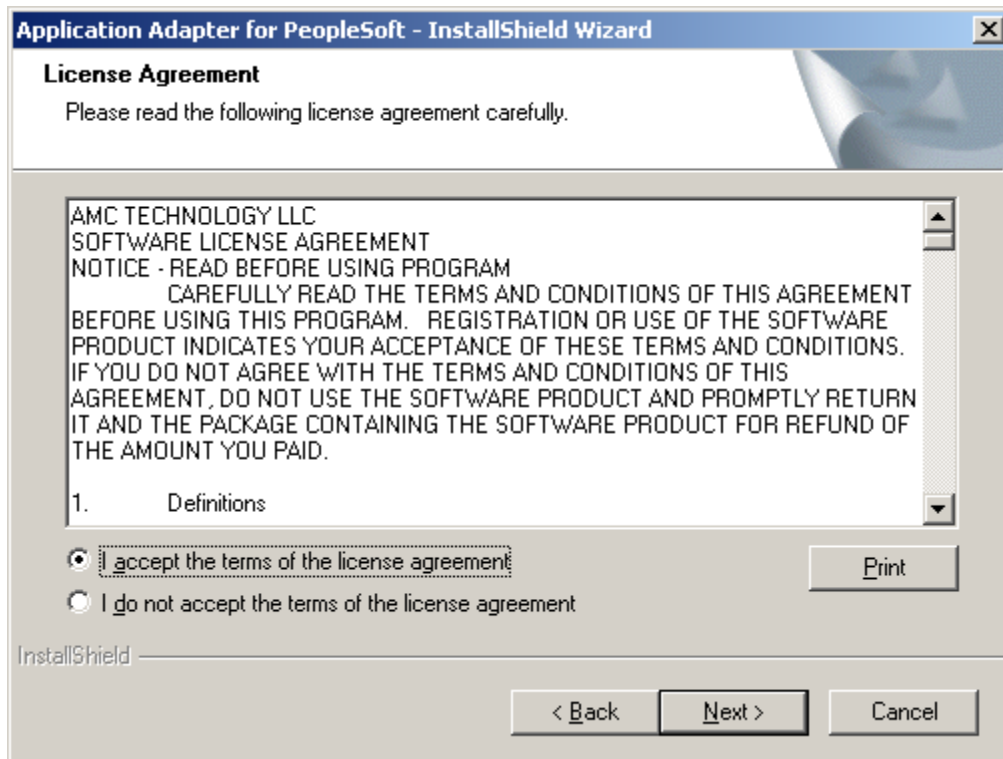 Application Adapter for PeopleSoft - InstallShield Wizard
License Agreement
Please read the following license agreement carefully.
AMC TECHNOLOGY LLC
SOFTWARE LICENSE AGREEMENT
NOTICE - READ BEFORE USING PROGRAM
CAREFULLY READ THE TERMS AND CONDITIONS OF THIS AGREEMENT
BEFORE USING THIS PROGRAM. REGISTRATION OR USE OF THE SOFTWARE
PRODUCT INDICATES YOUR ACCEPTANCE OF THESE TERMS AND CONDITIONS.
IF YOU DO NOT AGREE WITH THE TERMS AND CONDITIONS OF THIS
AGREEMENT, DO NOT USE THE SOFTWARE PRODUCT AND PROMPTLY RETURN
IT AND THE PACKAGE CONTAINING THE SOFTWARE PRODUCT FOR REFUND OF
THE AMOUNT YOU PAID.
1. Definitions
I accept the terms of the license agreement
Print
I do not accept the terms of the license agreement
InstallShield
< Back Next > Cancel